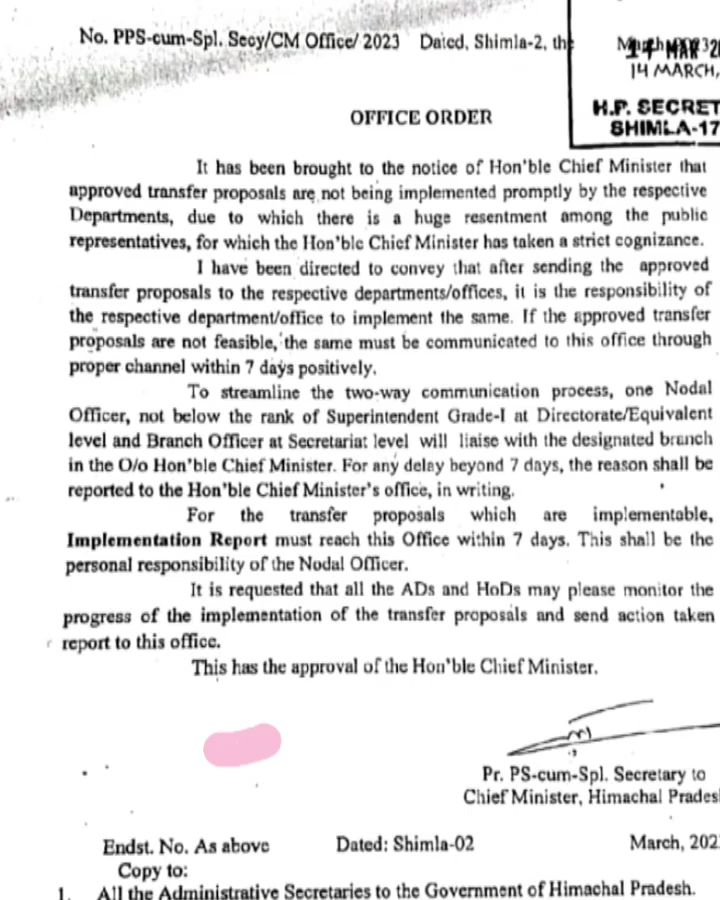 No. PPS-cum-Spl. Secy/CM Office/ 2023 Dated, Shimla-2, the
14 MARCH,
H.P. SECRET
SHIMLA-17
OFFICE ORDER
It has been brought to the notice of Hon'ble Chief Minister that
approved transfer proposals are not being implemented promptly by the respective
Departments, due to which there is a huge resentment among the public
representatives, for which the Hon'ble Chief Minister has taken a strict cognizance.
I have been directed to convey that after sending the approved
transfer proposals to the respective departments/offices, it is the responsibility of
the respective department/office to implement the same. If the approved transfer
proposals are not feasible, the same must be communicated to this office through
proper channel within 7 days positively.
To streamline the two-way communication process, one Nodal
Officer, not below the rank of Superintendent Grade-I at Directorate/Equivalent
level and Branch Officer at Secretariat level will liaise with the designated branch
in the O/o Hon'ble Chief Minister. For any delay beyond 7 days, the reason shall be
reported to the Hon'ble Chief Minister's office, in writing.
For the transfer proposals which are implementable,
Implementation Report must reach this Office within 7 days. This shall be the
personal responsibility of the Nodal Officer.
It is requested that all the ADs and HoDs may please monitor the
progress of the implementation of the transfer proposals and send action taken
report to this office.
This has the approval of the Hon'ble Chief Minister.
Pr. PS-cum-Spl. Secretary to
Chief Minister, Himachal Prades
Endst. No. As above Dated: Shimla-02 March, 202
Copy to:
1. All the Administrative Secretaries to the Government of Himachal Pradesh.